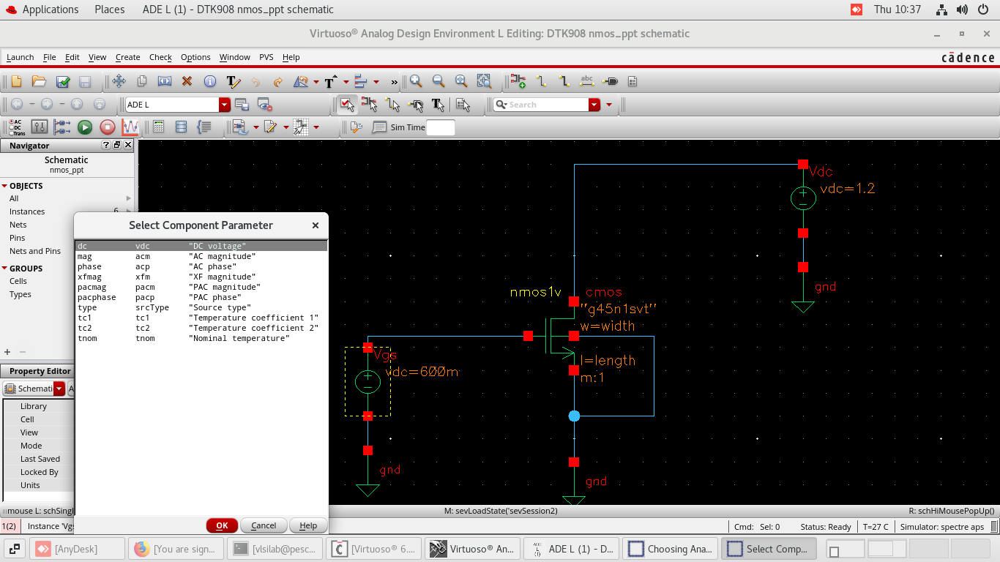 Applications Places ADE L (1) - DTK908 nmos_ppt schematic Thu 10:37
Virtuoso® Analog Design Environment L Editing: DTK908 nmos_ppt schematic
Launch File Edit View Create Check Options Window PVS Help cādence
T T » abc
ADE L T Search
AC DC Trans Sim Time
Navigator ?
Schematic
nmos_ppt
OBJECTS
All
Instances 6
Nets
Pins
Nets and Pins
GROUPS
Cells
Types
+ −
Property Editor
Schemati A
Library
Cell
View
Mode
Last Saved
Locked By
Units
Select Component Parameter ×
dc vdc "DC voltage"
mag acm "AC magnitude"
phase acp "AC phase"
xfmag xfm "XF magnitude"
pacmag pacm "PAC magnitude"
pacphase pacp "PAC phase"
type srcType "Source type"
tc1 tc1 "Temperature coefficient 1"
tc2 tc2 "Temperature coefficient 2"
tnom tnom "Nominal temperature"
OK Cancel Help
Vdc
vdc=1.2
gnd
nmos1v cmos
"g45n1svt"
w=width
l=length
m:1
Vgs
vdc=600m
gnd
gnd
mouse L: schSingl M: sevLoadState('sevSession2) R: schHiMousePopUp()
1(2) Instance 'Vgs Cmd: Sel: 0 Status: Ready T=27 C Simulator: spectre aps
[AnyDesk] [You are sign... [vlsilab@pesc... [Virtuoso® 6.... Virtuoso® An... ADE L (1) - D... Choosing Ana... Select Comp...